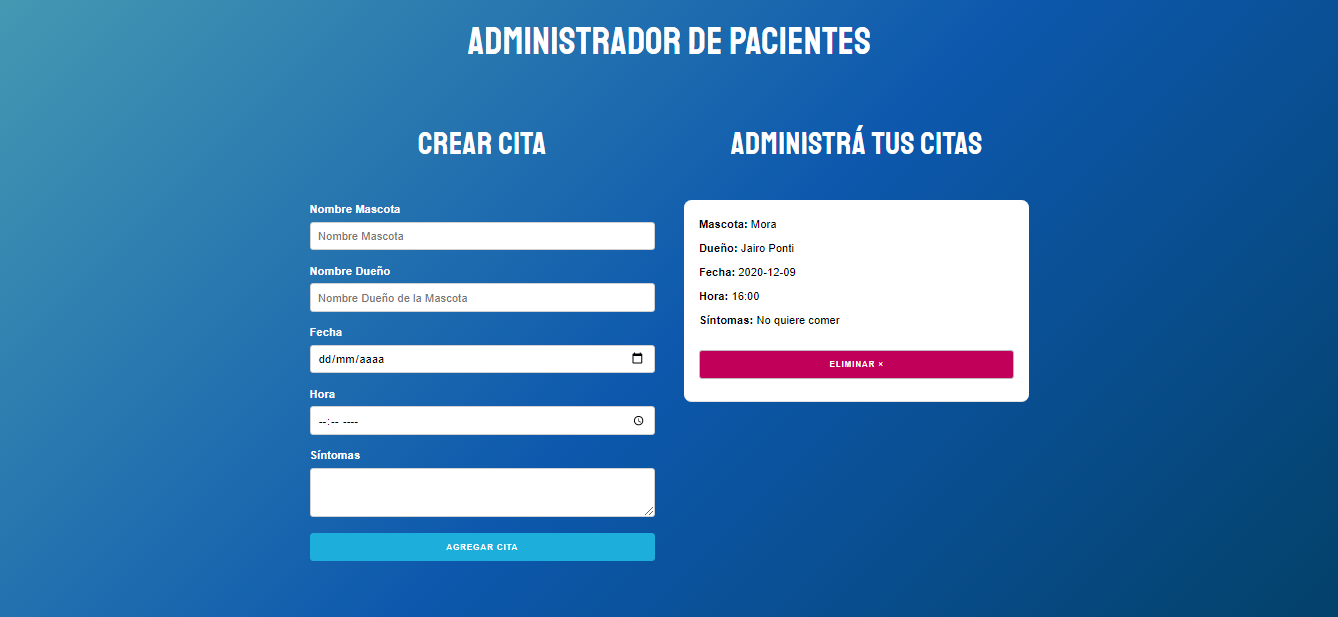 ADMINISTRADOR DE PACIENTES
CREAR CITA
Nombre Mascota
Nombre Mascota
Nombre Dueño
Nombre Dueño de la Mascota
Fecha
dd/mm/aaaa
Hora
--:-- ----
Síntomas
AGREGAR CITA
ADMINISTRÁ TUS CITAS
Mascota: Mora
Dueño: Jairo Ponti
Fecha: 2020-12-09
Hora: 16:00
Síntomas: No quiere comer
ELIMINAR ×